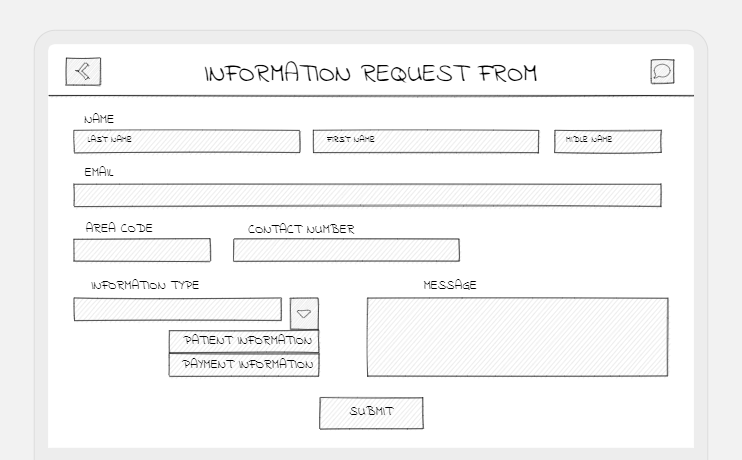 INFORMATION REQUEST FROM
NAME
LAST NAME FIRST NAME MIDLE NAME
EMAIL
AREA CODE CONTACT NUMBER
INFORMATION TYPE MESSAGE
PATIENT INFORMATION
PAYMENT INFORMATION
SUBMIT